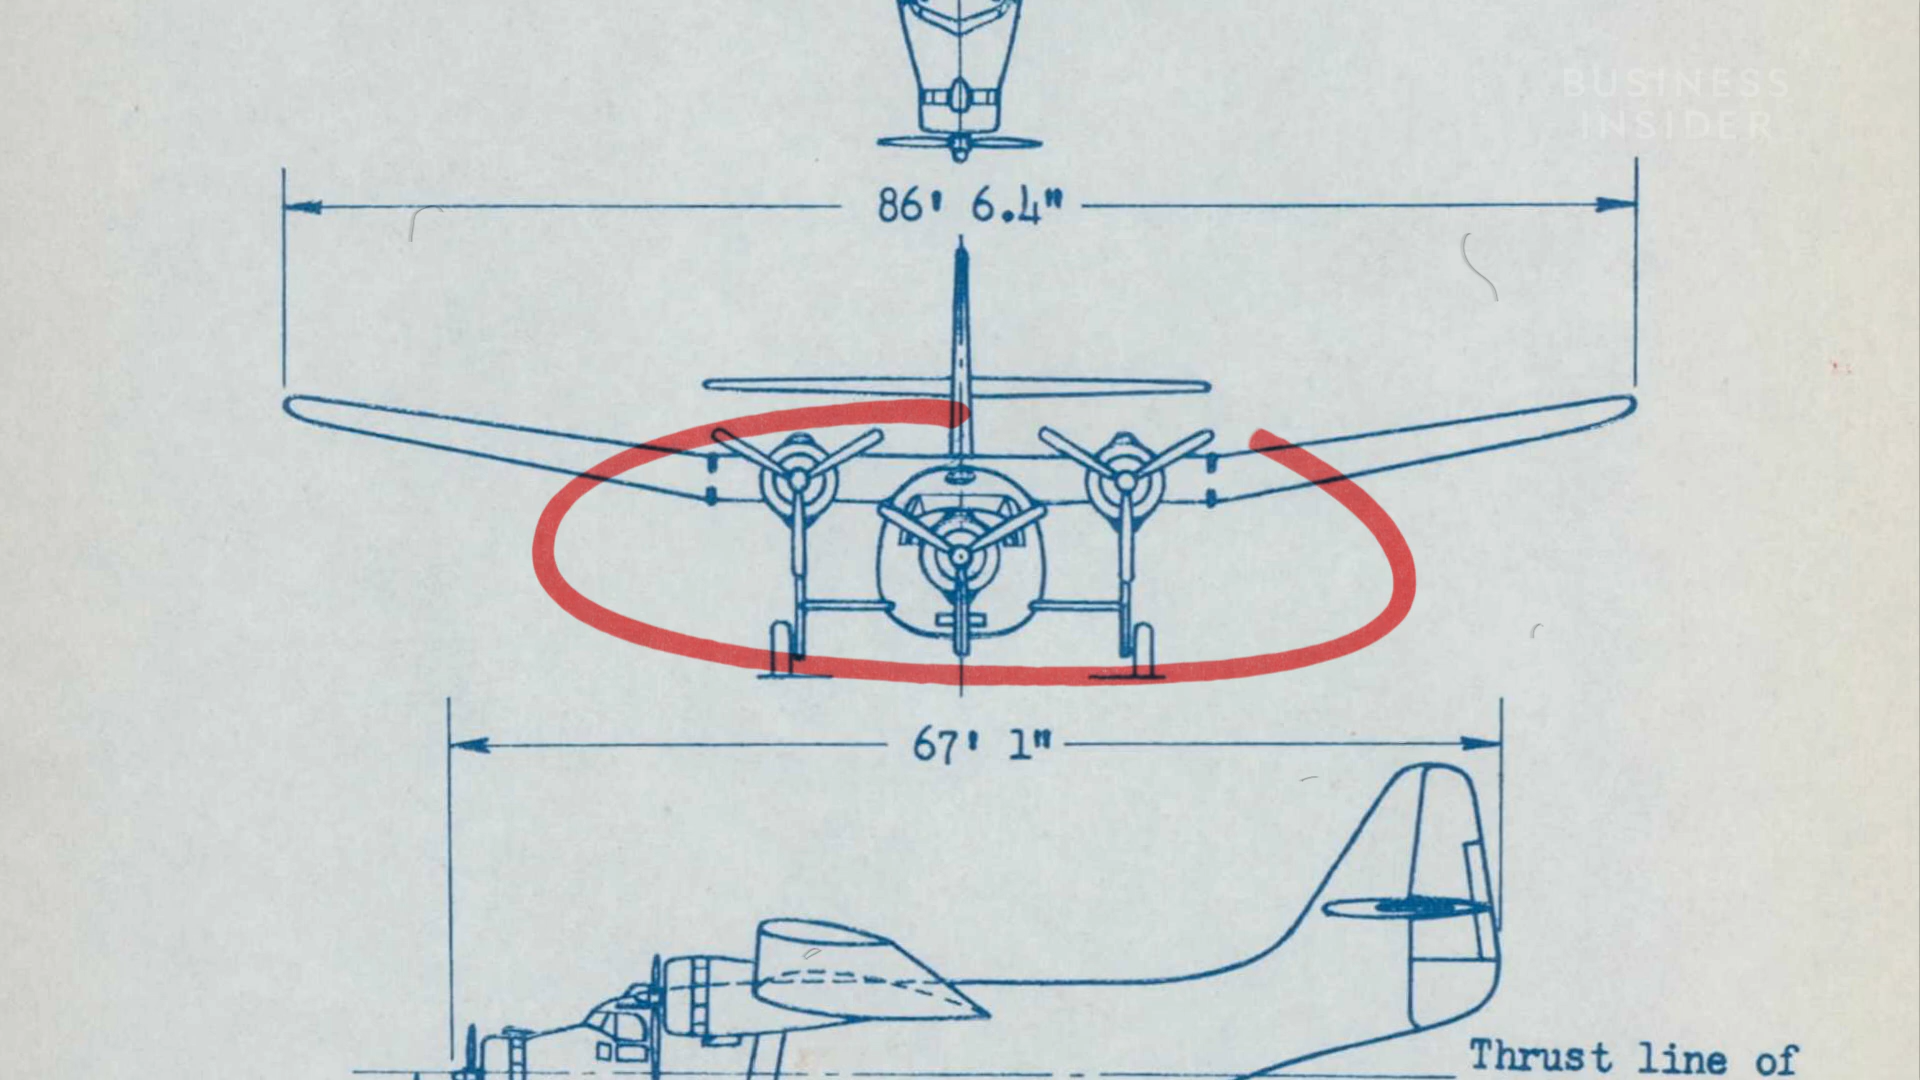 BUSINESS
INSIDER
86' 6.4"
67' 1"
Thrust line of